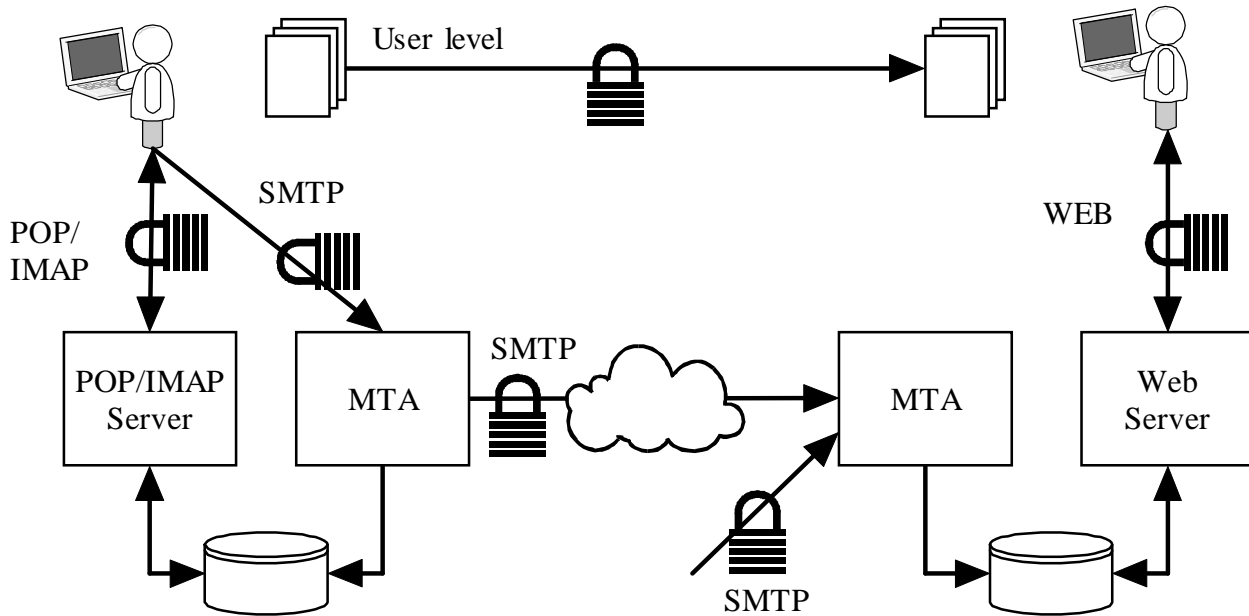 User level
SMTP
POP/
IMAP
WEB
SMTP
POP/IMAP
Server
MTA
MTA
Web
Server
SMTP